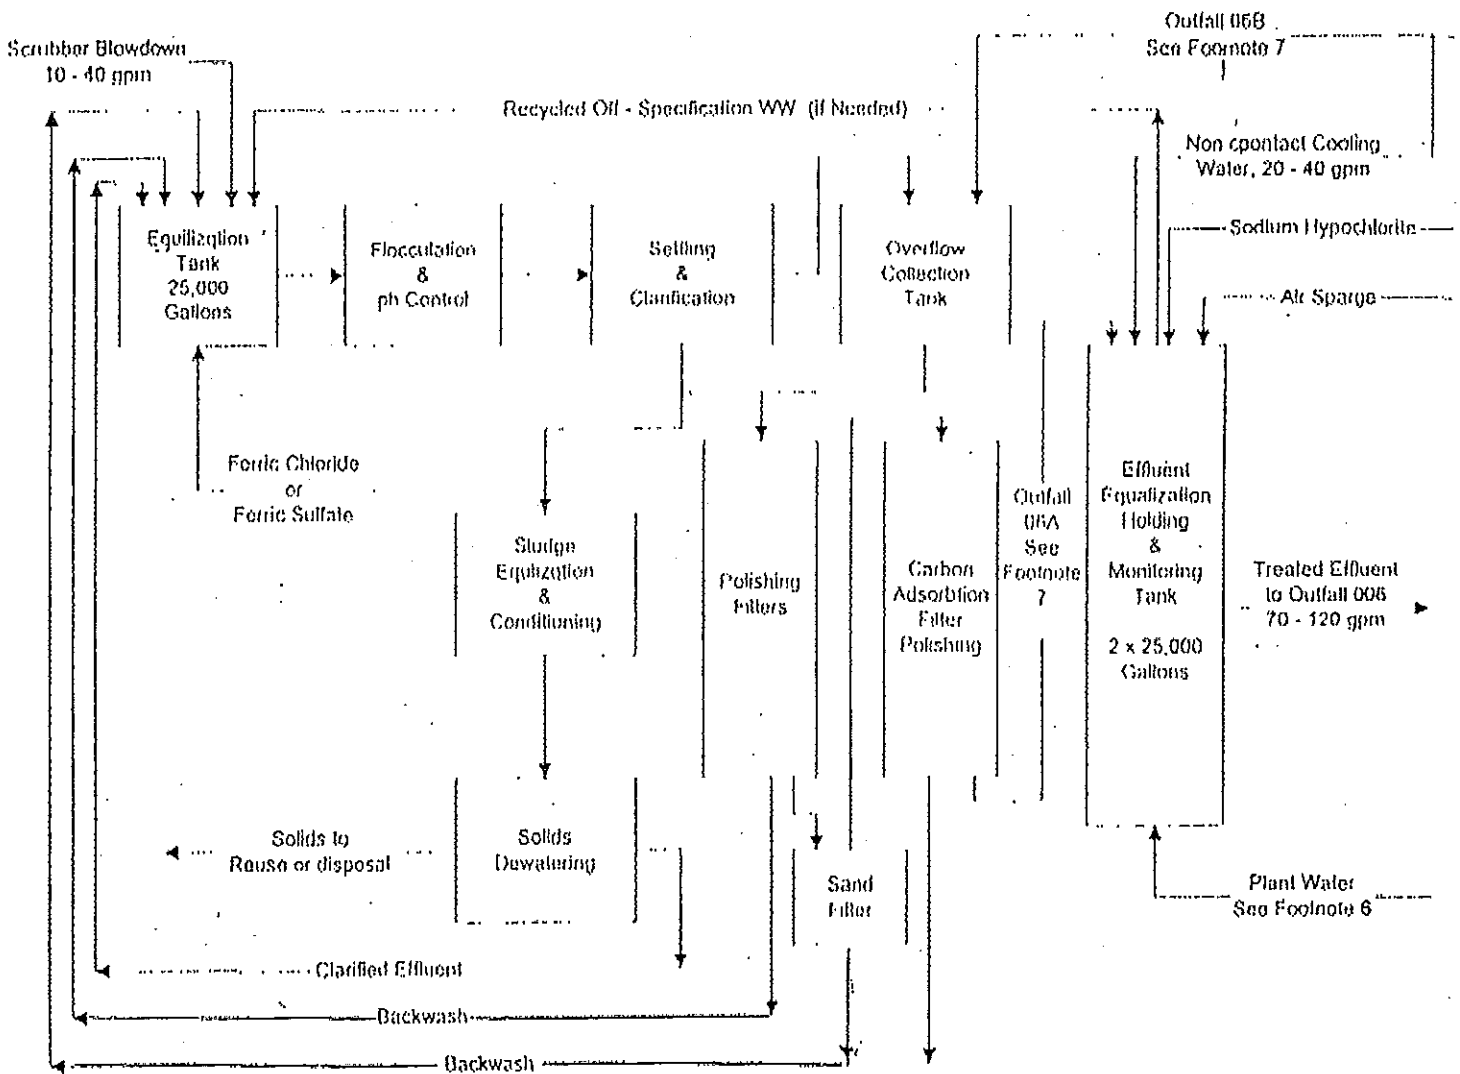 Outfall 06B
See Footnote 7
Scrubber Blowdown
10 - 40 gpm
Recycled Off - Specification WW (if Needed)
Non cpontact Cooling
Water, 20 - 40 gpm
Sodium Hypochlorite
Air Sparge
Equilization
Tank
25,000
Gallons
Flocculation
&
ph Control
Settling
&
Clarification
Overflow
Collection
Tank
Ferric Chloride
or
Ferric Sulfate
Sludge
Equlization
&
Conditioning
Polishing
Filters
Carbon
Adsorbtion
Filter
Polishing
Outfall
06A
See
Footnote
7
Effluent
Equalization
Holding
&
Monitoring
Tank
2 x 25,000
Gallons
Treated Effluent
to Outfall 006
70 - 120 gpm
Solids to
Reuse or disposal
Solids
Dewatering
Sand
Filter
Plant Water
See Footnote 6
Clarified Effluent
Backwash
Backwash